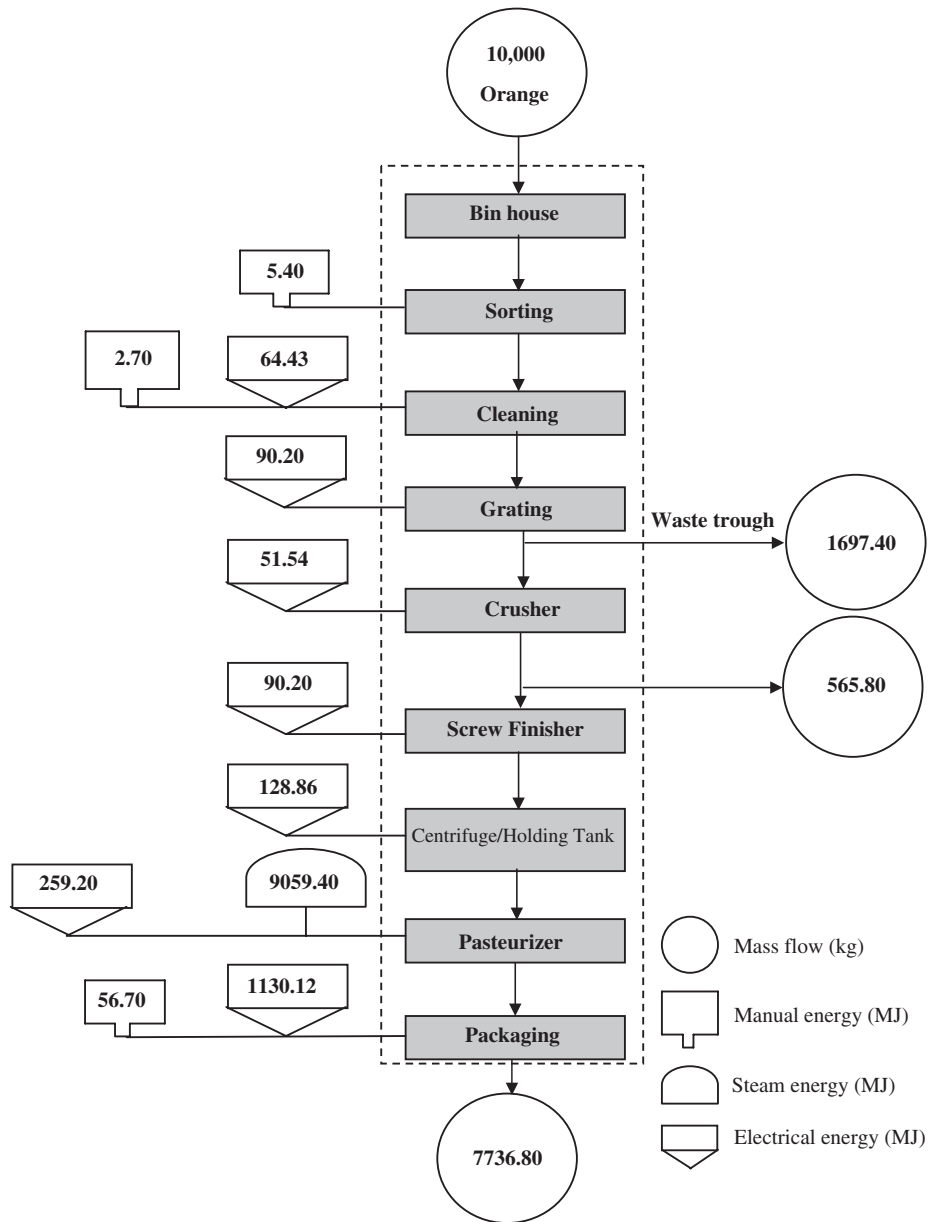 10,000
Orange
Bin house
5.40
Sorting
2.70
64.43
Cleaning
90.20
Grating
Waste trough
1697.40
51.54
Crusher
565.80
90.20
Screw Finisher
128.86
Centrifuge/Holding Tank
259.20
9059.40
Pasteurizer
56.70
1130.12
Packaging
7736.80
Mass flow (kg)
Manual energy (MJ)
Steam energy (MJ)
Electrical energy (MJ)